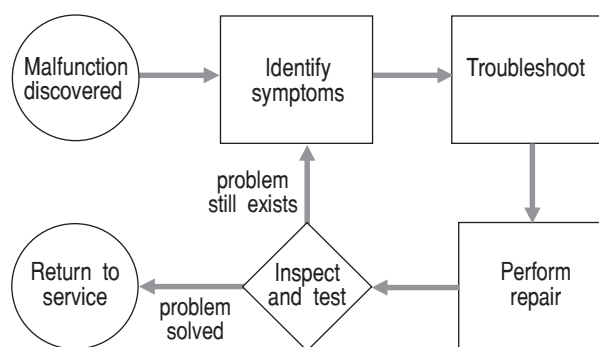 Malfunction
discovered
Identify
symptoms
Troubleshoot
problem
still exists
Return to
service
problem
solved
Inspect
and test
Perform
repair